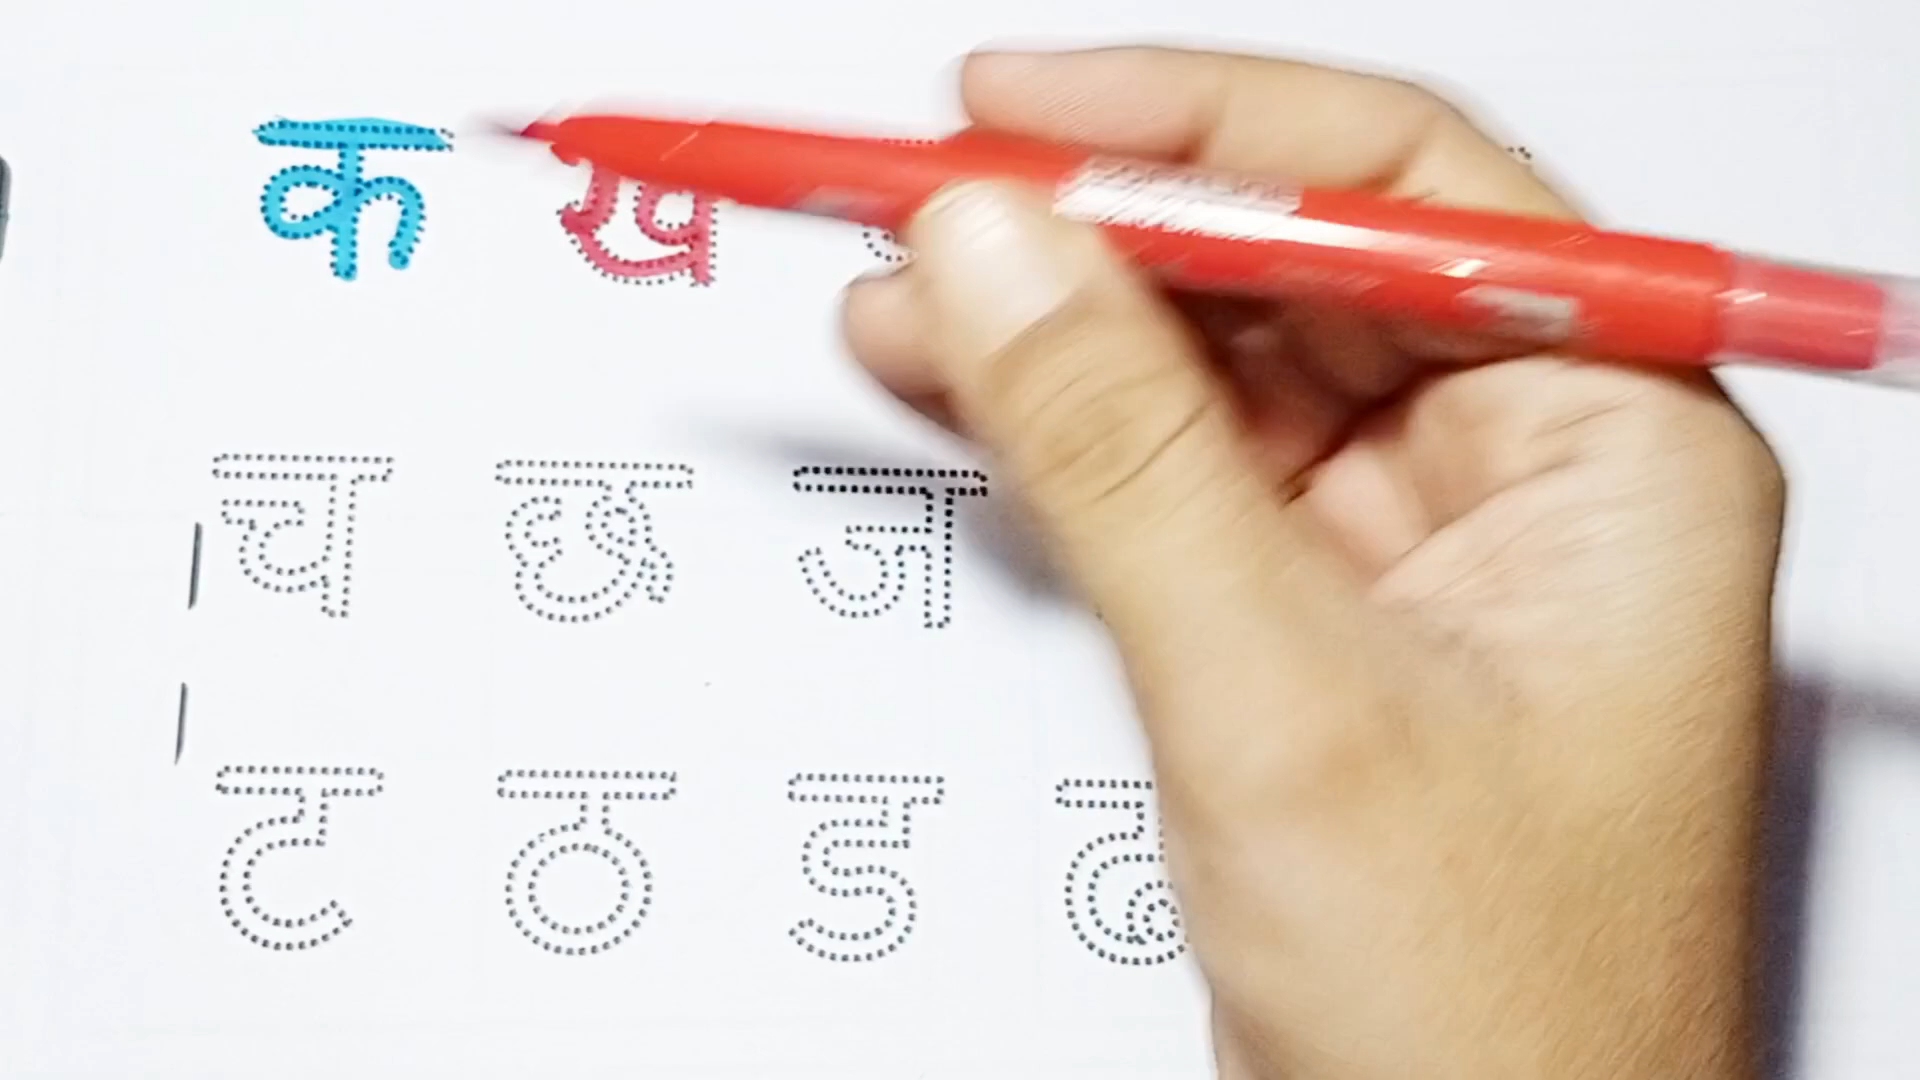 क ख
च छ ज
ट ठ ड ढ